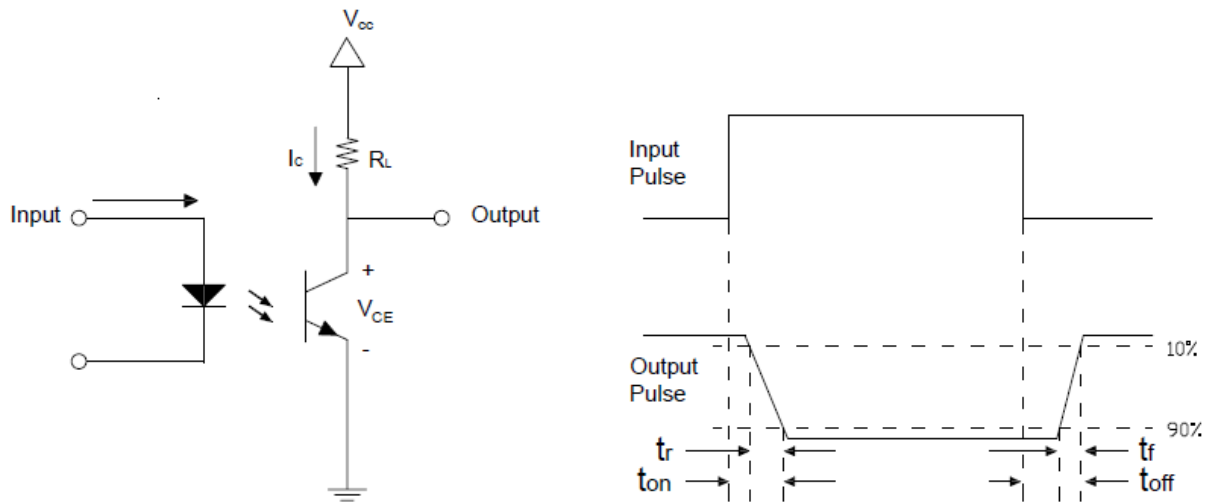 Vcc
Ic
RL
Input
Output
+
VCE
-
Input
Pulse
Output
Pulse
10%
90%
tr
tf
ton
toff